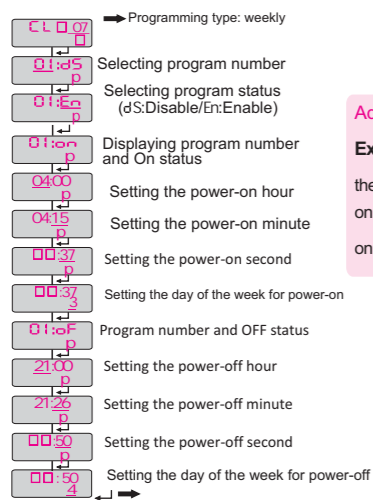 CL 07
Programming type: weekly
01:dS
p
Selecting program number
01:En
p
Selecting program status
(dS:Disable/En:Enable)
01:on
p
Displaying program number
and On status
04:00
p
Setting the power-on hour
04:15
p
Setting the power-on minute
:37
p
Setting the power-on second
:37
3
Setting the day of the week for power-on
01:oF
p
Program number and OFF status
21:00
p
Setting the power-off hour
21:26
p
Setting the power-off minute
:50
p
Setting the power-off second
:50
4
Setting the day of the week for power-off
Ad
Ex
the
on
on